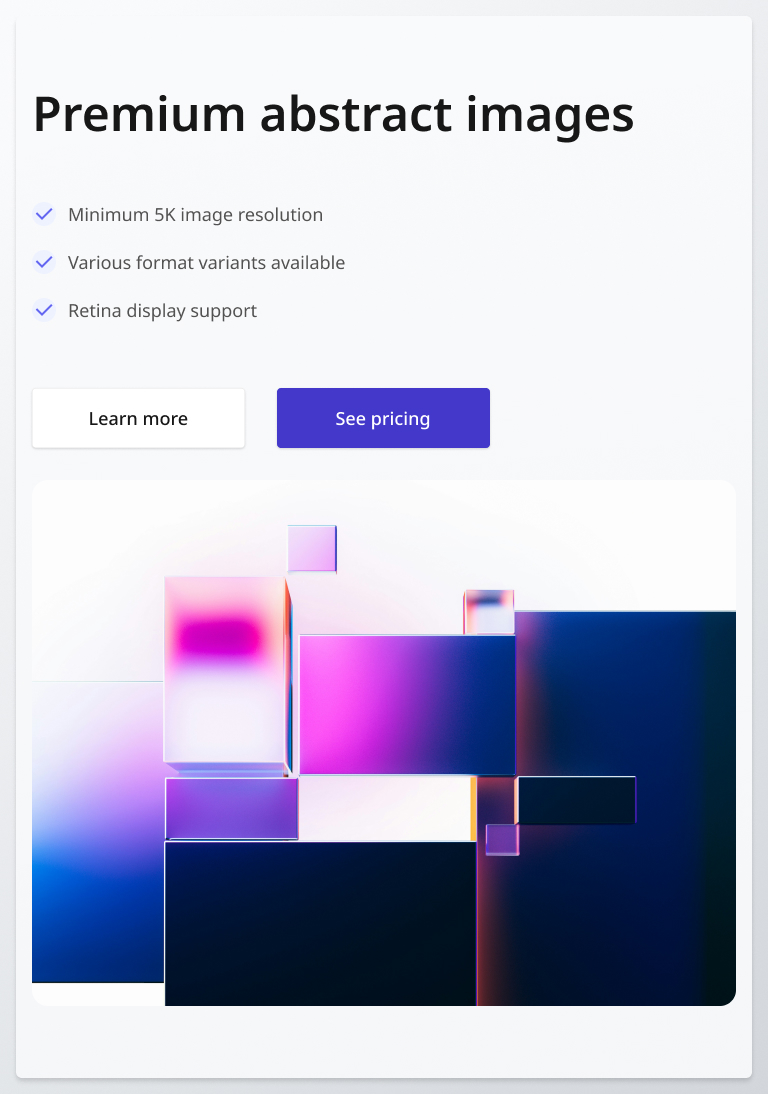 Premium abstract images
Minimum 5K image resolution
Various format variants available
Retina display support
Learn more
See pricing